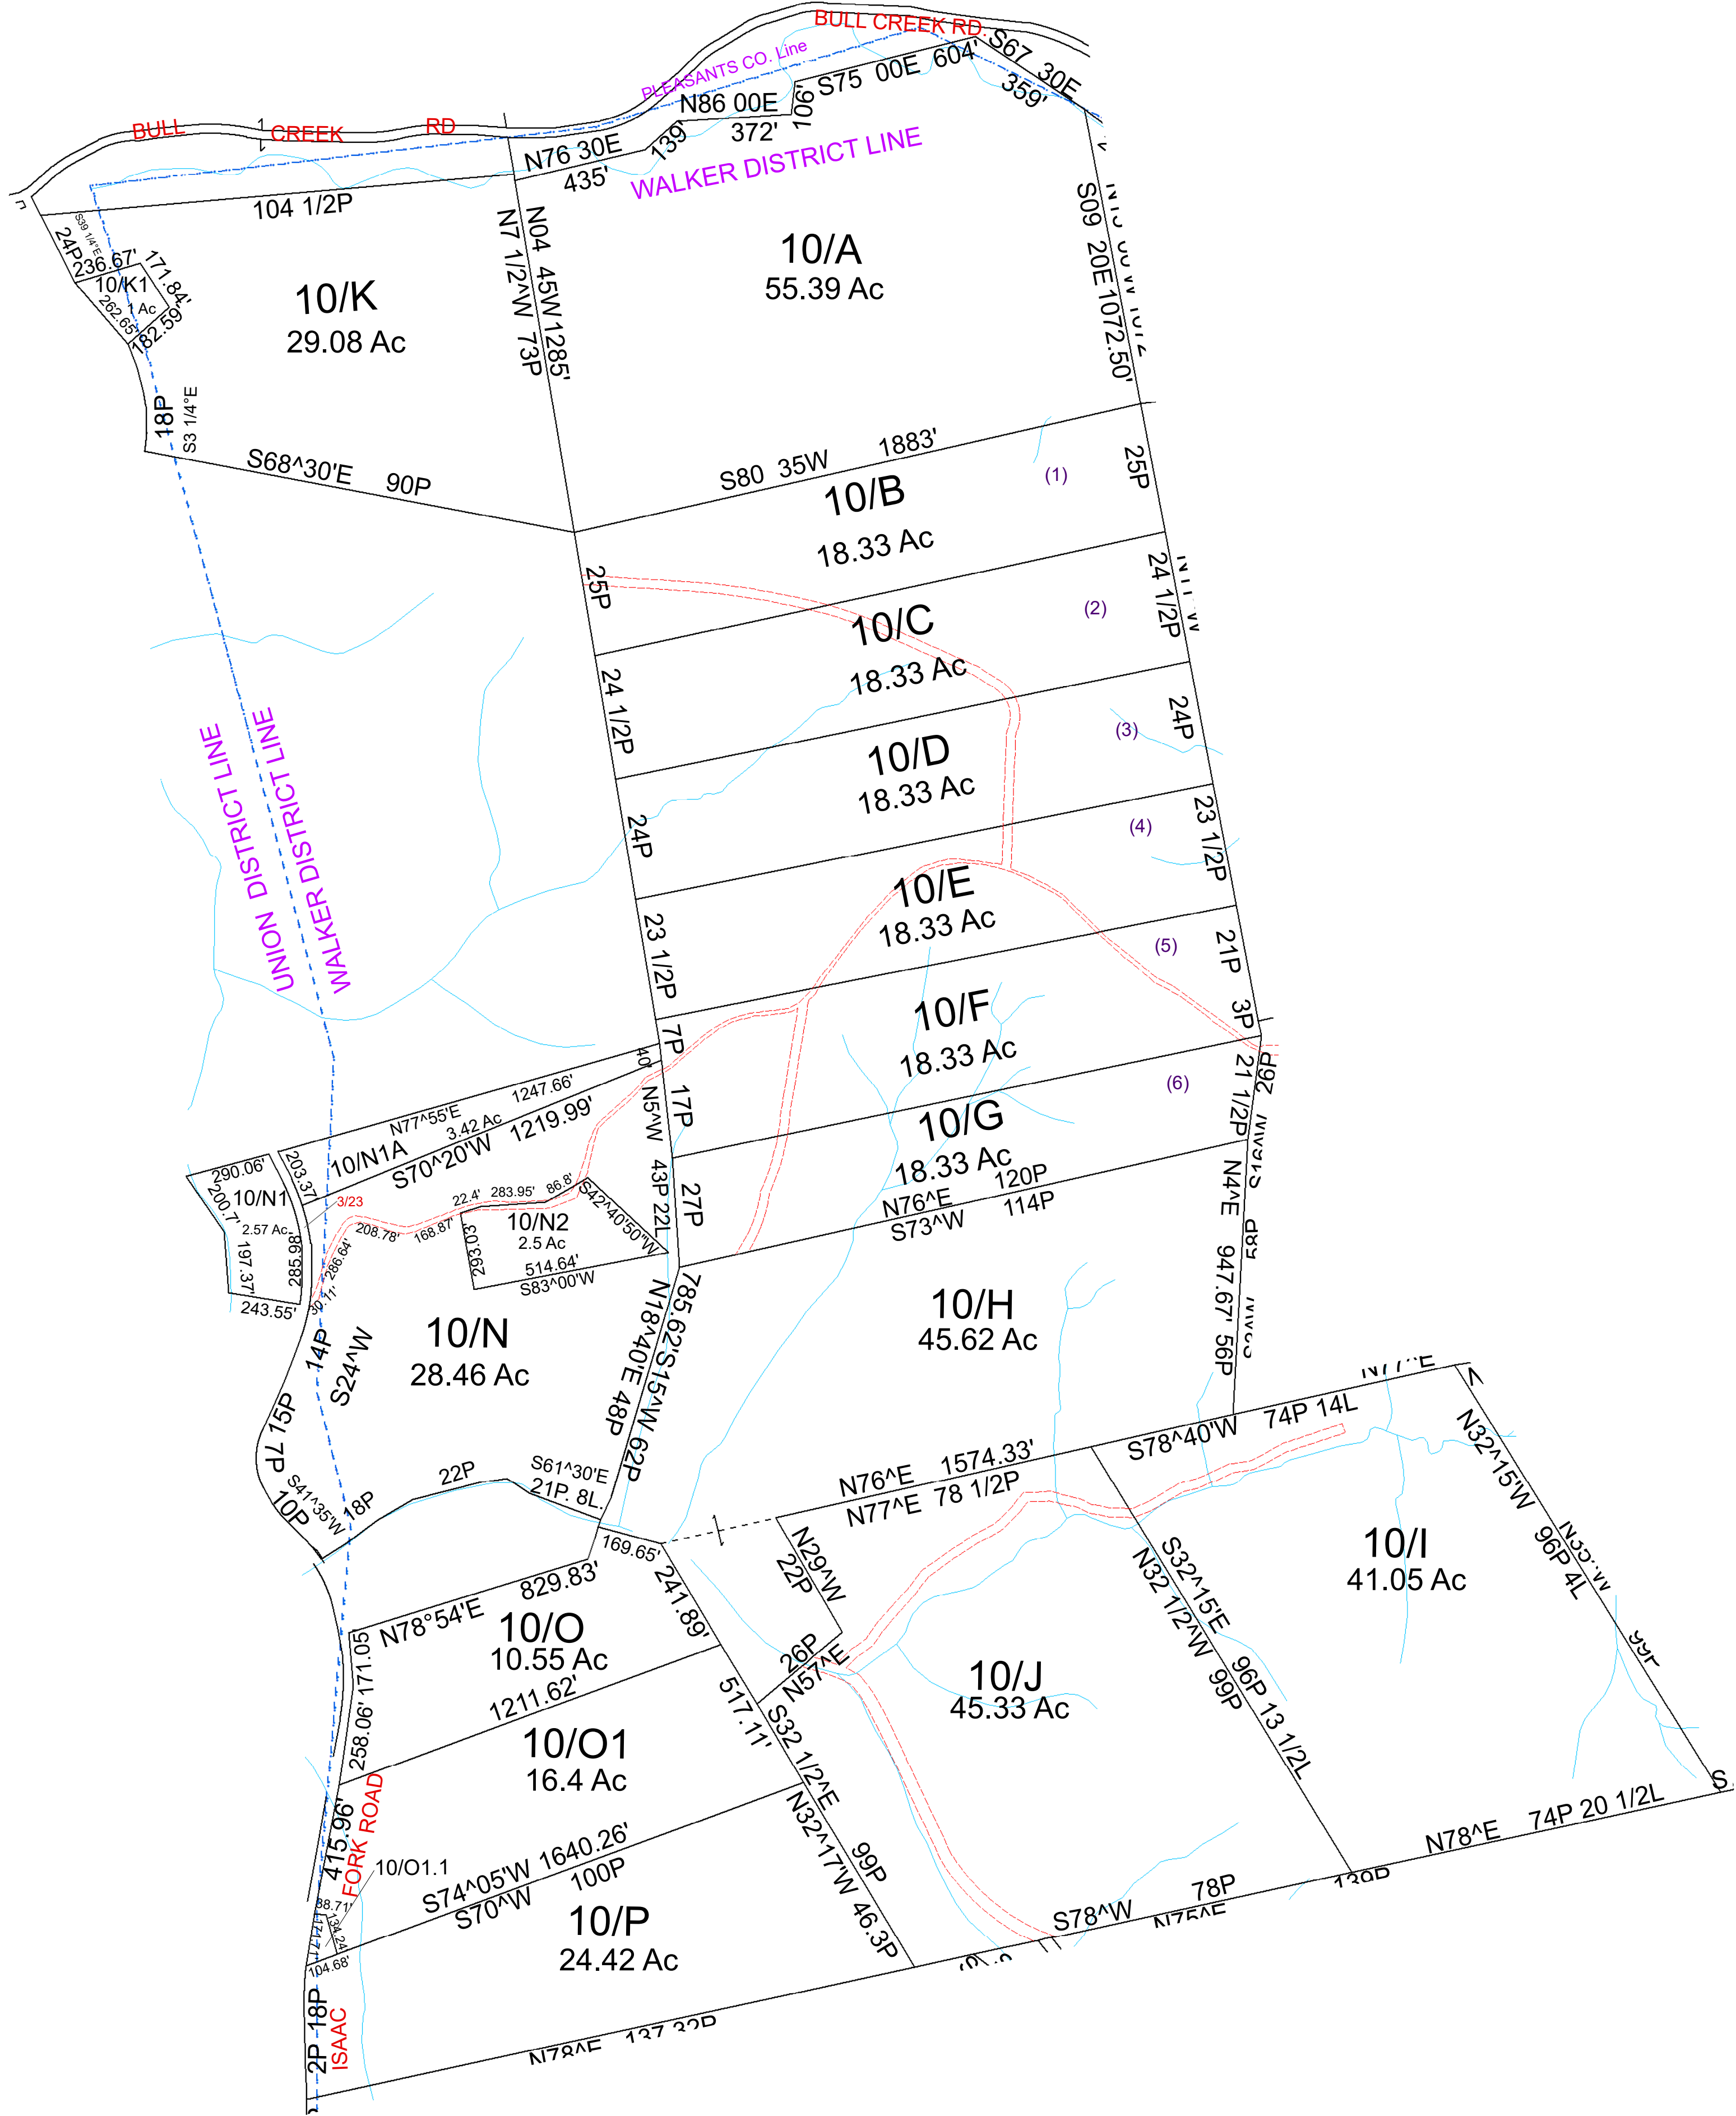 BULL CREEK RD.
PLEASANTS CO. Line
S67 30E
359'
S75 00E 604'
N86 00E
372'
106'
139'
BULL CREEK RD
N76 30E
435'
WALKER DISTRICT LINE
104 1/2P
S39 1/4°E
24P
236.67'
171.84'
10/K1
1 Ac
262.65'
182.59'
10/K
29.08 Ac
N04 45W 1285'
N7 1/2^W 73P
10/A
55.39 Ac
S09 20E 1072.50'
18P
S3 1/4°E
S68^30'E 90P
S80 35W 1883'
10/B
18.33 Ac
(1)
25P
25P
10/C
18.33 Ac
(2)
24 1/2P
24 1/2P
10/D
18.33 Ac
(3)
24P
24P
UNION DISTRICT LINE
WALKER DISTRICT LINE
10/E
18.33 Ac
(4)
23 1/2P
23 1/2P
10/F
18.33 Ac
(5)
21P
3P
7P
17P
40'
N5^W
43P 22L
10/G
18.33 Ac
(6)
21 1/2P
26P
27P
N76^E 120P
S73^W 114P
N4^E
947.67' 56P
N77^55'E 1247.66'
3.42 Ac
10/N1A
S70^20'W 1219.99'
290.06'
203.37'
10/N1
2.57 Ac
200.7'
197.37'
285.98'
243.55'
3/23
30.11'
286.64'
208.78'
168.87'
22.4'
283.95'
86.8'
10/N2
2.5 Ac
293.03'
514.64'
S83^00'W
S42^40'50"W
10/N
28.46 Ac
14P
S24^W
15P
7P
10P
S41^35'W
18P
22P
S61^30'E
21P. 8L.
N18^40'E 48P
785.62' S15^W 62P
10/H
45.62 Ac
N76^E 1574.33'
N77^E 78 1/2P
S78^40'W 74P 14L
N32^15'W 96P 4L
10/I
41.05 Ac
S32^15'E 96P 13 1/2L
N32 1/2^W 99P
N29^W
22P
26P
N57^E
10/J
45.33 Ac
169.65'
241.89'
829.83'
N78°54'E
10/O
10.55 Ac
171.05
258.06'
1211.62'
517.11'
10/O1
16.4 Ac
S32 1/2^E 99P
N32^17'W 46.3P
415.96'
FORK ROAD
10/O1.1
S74^05'W 1640.26'
S70^W 100P
134.24'
104.68'
10/P
24.42 Ac
18P
2P
ISAAC
S78^W 78P
N78^E 74P 20 1/2L
N78^E 137.32P
N75^E 139P